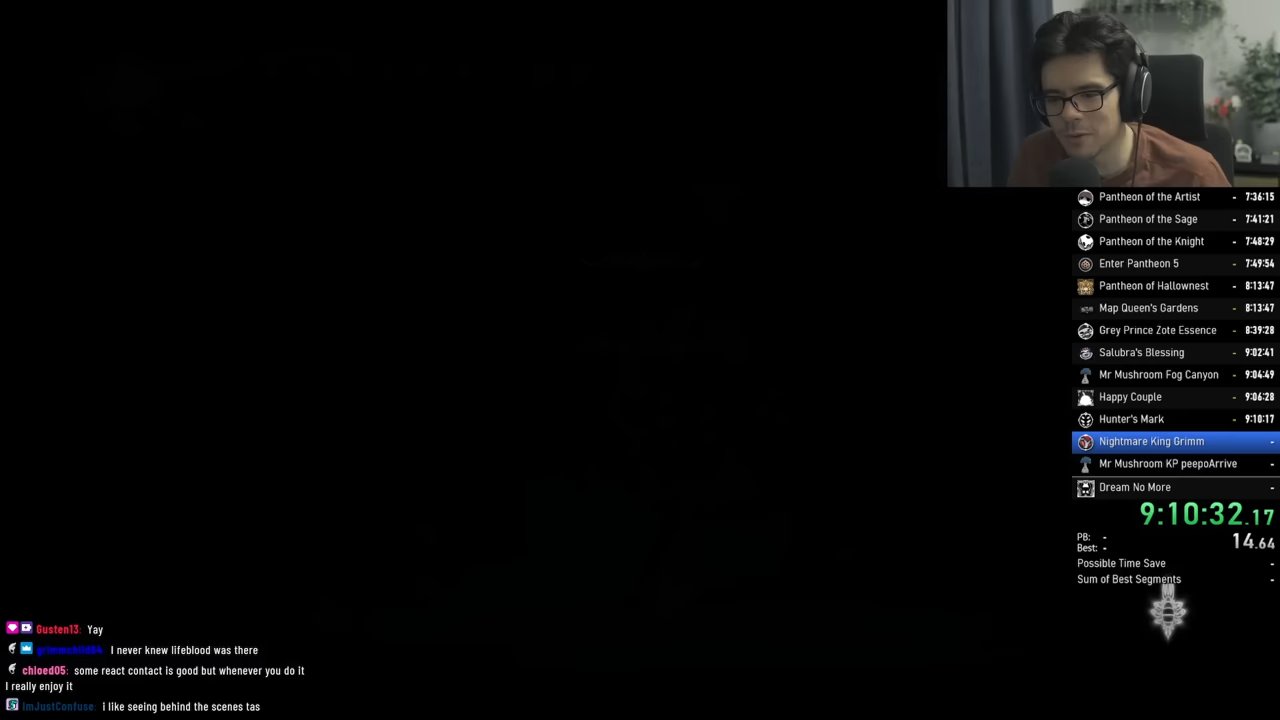 Pantheon of the Artist - 7:36:15
Pantheon of the Sage - 7:41:21
Pantheon of the Knight - 7:48:29
Enter Pantheon 5 - 7:49:54
Pantheon of Hallownest - 8:13:47
Map Queen's Gardens - 8:13:47
Grey Prince Zote Essence - 8:39:28
Salubra's Blessing - 9:02:41
Mr Mushroom Fog Canyon - 9:04:49
Happy Couple - 9:06:28
Hunter's Mark - 9:10:17
Nightmare King Grimm -
Mr Mushroom KP peepoArrive -
Dream No More -
9:10:32.17
PB: - 14.64
Best: -
Possible Time Save -
Sum of Best Segments -
Gusten13: Yay
I never knew lifeblood was there
chloed05: some react contact is good but whenever you do it
I really enjoy it
ImJustConfuse: i like seeing behind the scenes tas